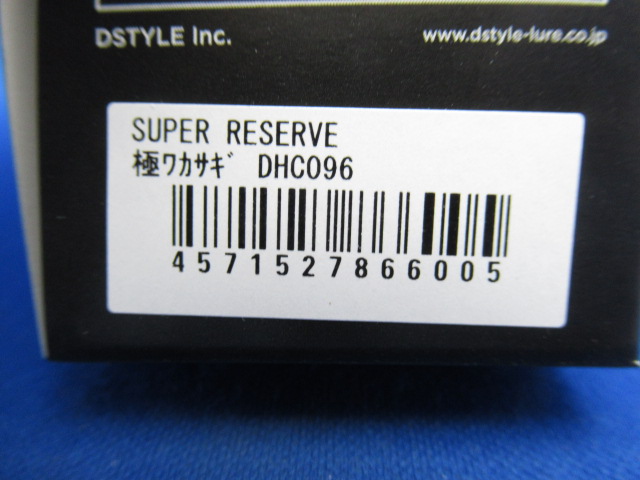 DSTYLE Inc.
www.dstyle-lure.co.jp
SUPER RESERVE
極ﾜｶｻｷﾞ DHC096
4571527866005